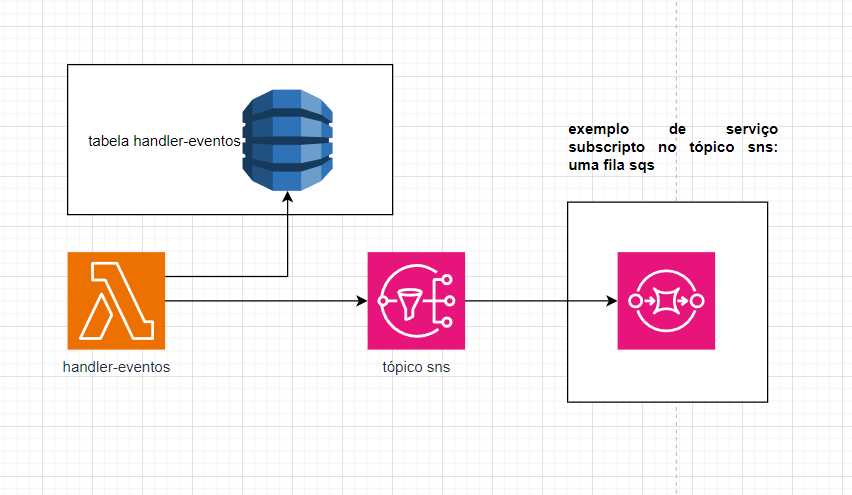 tabela handler-eventos
exemplo de serviço
subscripto no tópico sns:
uma fila sqs
handler-eventos
tópico sns